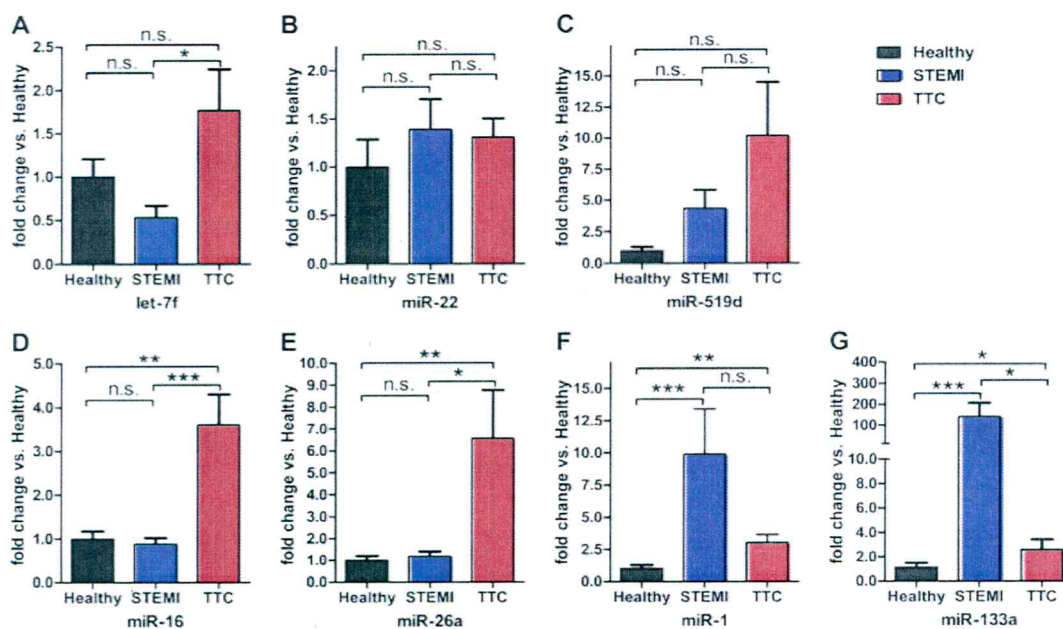 A
n.s.
n.s.
*
fold change vs. Healthy
2.5
2.0
1.5
1.0
0.5
0.0
Healthy STEMI TTC
let-7f
B
n.s.
n.s.
n.s.
fold change vs. Healthy
2.0
1.5
1.0
0.5
0.0
Healthy STEMI TTC
miR-22
C
n.s.
n.s.
n.s.
fold change vs. Healthy
15.0
12.5
10.0
7.5
5.0
2.5
0.0
Healthy STEMI TTC
miR-519d
Healthy
STEMI
TTC
D
**
n.s.
***
fold change vs. Healthy
5.0
4.0
3.0
2.0
1.0
0.0
Healthy STEMI TTC
miR-16
E
**
n.s.
*
fold change vs. Healthy
10.0
9.0
8.0
7.0
6.0
5.0
4.0
3.0
2.0
1.0
0.0
Healthy STEMI TTC
miR-26a
F
**
***
n.s.
fold change vs. Healthy
15.0
12.5
10.0
7.5
5.0
2.5
0.0
Healthy STEMI TTC
miR-1
G
*
***
*
fold change vs. Healthy
400
300
200
100
10.0
8.0
6.0
4.0
2.0
0.0
Healthy STEMI TTC
miR-133a